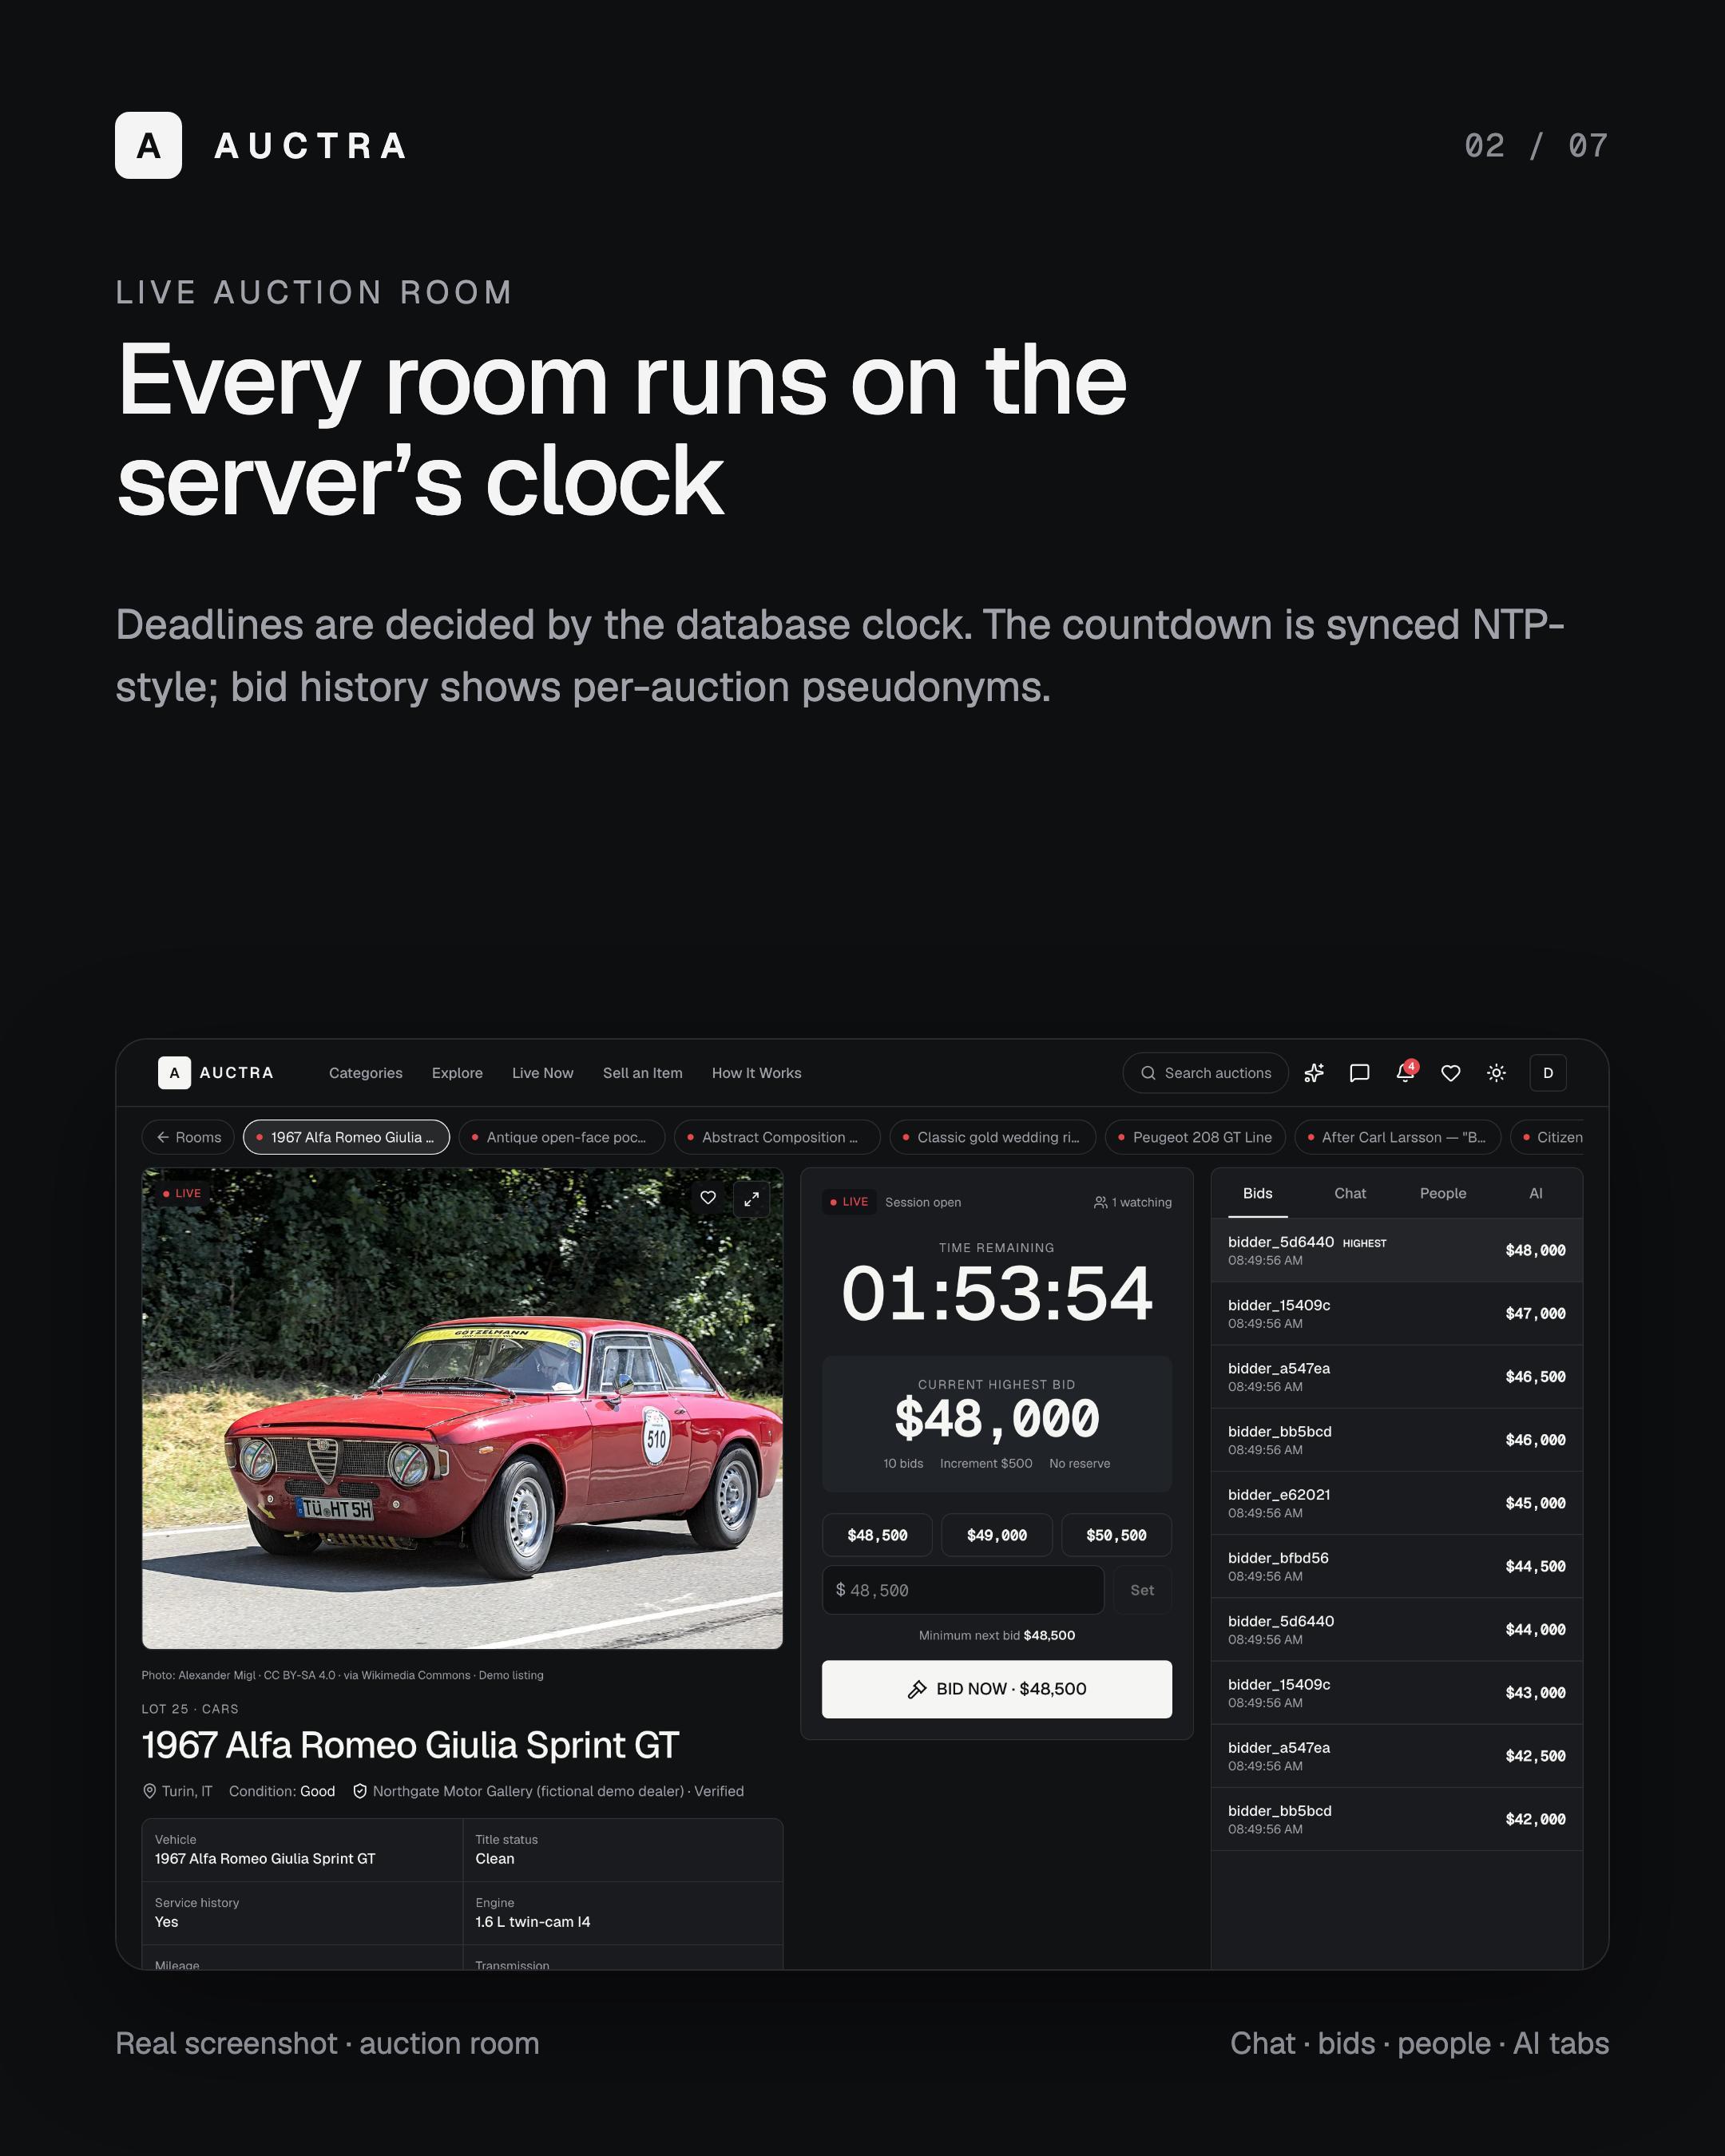 A AUCTRA
02 / 07
LIVE AUCTION ROOM
Every room runs on the
server's clock
Deadlines are decided by the database clock. The countdown is synced NTP-
style; bid history shows per-auction pseudonyms.
A AUCTRA
Categories
Explore
Live Now
Sell an Item
How It Works
Search auctions
4
D
Rooms
1967 Alfa Romeo Giulia ...
Antique open-face poc...
Abstract Composition ...
Classic gold wedding ri...
Peugeot 208 GT Line
After Carl Larsson — "B...
Citizen
LIVE
GÖTZELMANN
510
TÜ HT 5H
Photo: Alexander Migl · CC BY-SA 4.0 · via Wikimedia Commons · Demo listing
LOT 25 · CARS
1967 Alfa Romeo Giulia Sprint GT
Turin, IT
Condition: Good
Northgate Motor Gallery (fictional demo dealer) · Verified
Vehicle
1967 Alfa Romeo Giulia Sprint GT
Title status
Clean
Service history
Yes
Engine
1.6 L twin-cam I4
Mileage
Transmission
LIVE
Session open
1 watching
TIME REMAINING
01:53:54
CURRENT HIGHEST BID
$48,000
10 bids
Increment $500
No reserve
$48,500
$49,000
$50,500
$ 48,500
Set
Minimum next bid $48,500
BID NOW · $48,500
Bids
Chat
People
AI
bidder_5d6440 HIGHEST
08:49:56 AM
$48,000
bidder_15409c
08:49:56 AM
$47,000
bidder_a547ea
08:49:56 AM
$46,500
bidder_bb5bcd
08:49:56 AM
$46,000
bidder_e62021
08:49:56 AM
$45,000
bidder_bfbd56
08:49:56 AM
$44,500
bidder_5d6440
08:49:56 AM
$44,000
bidder_15409c
08:49:56 AM
$43,000
bidder_a547ea
08:49:56 AM
$42,500
bidder_bb5bcd
08:49:56 AM
$42,000
Real screenshot · auction room
Chat · bids · people · AI tabs